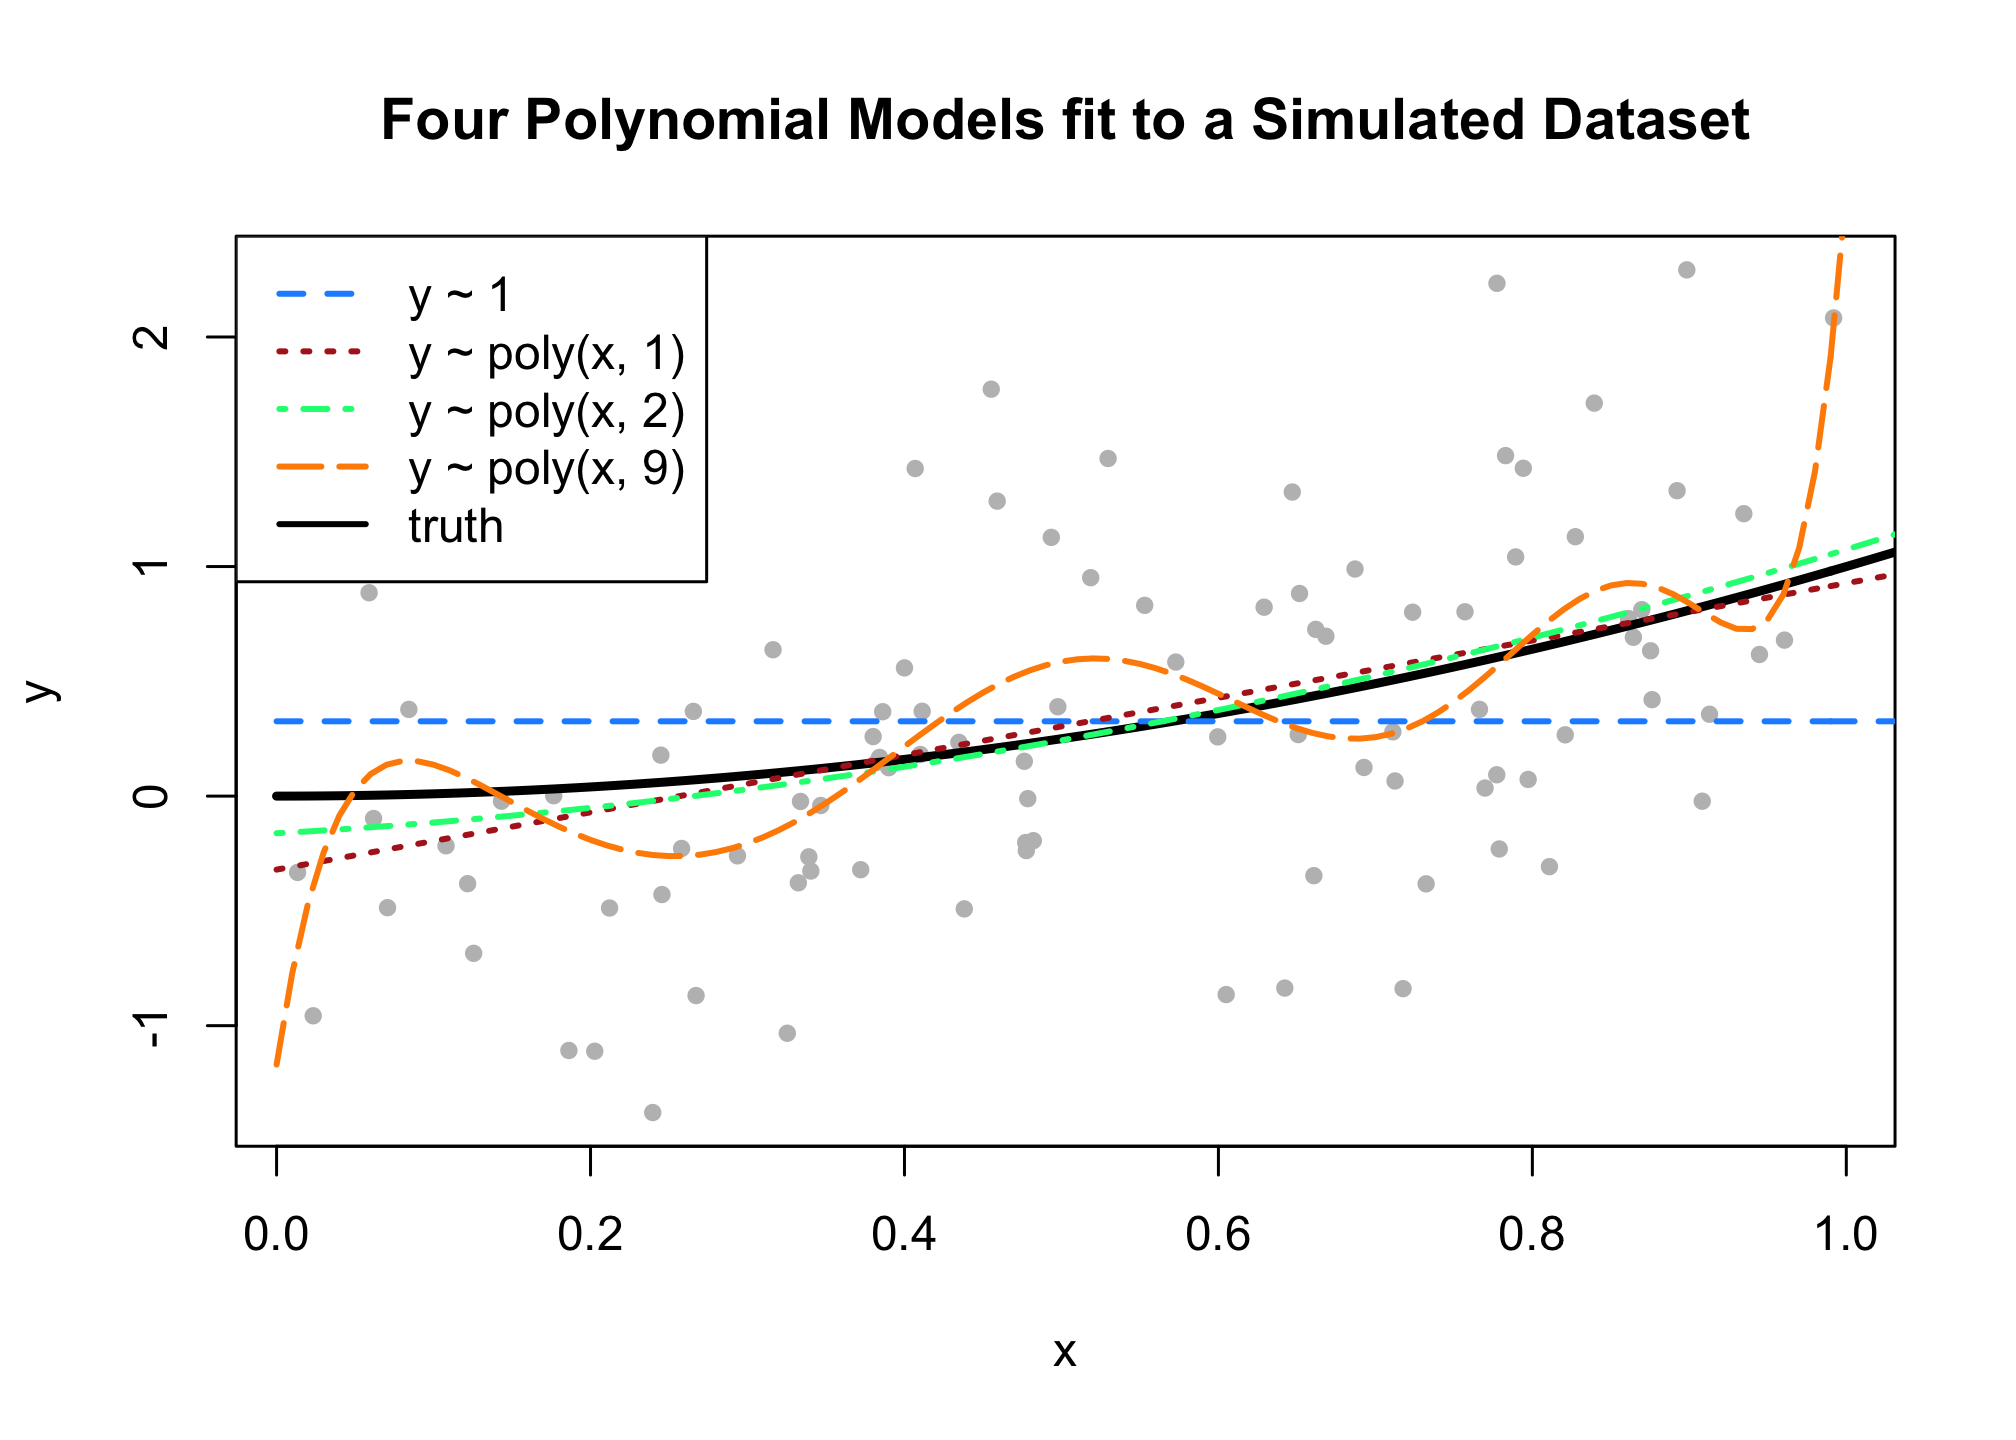 Four Polynomial Models fit to a Simulated Dataset
y ~ 1
y ~ poly(x, 1)
y ~ poly(x, 2)
y ~ poly(x, 9)
truth
y
2
1
0
-1
0.0 0.2 0.4 0.6 0.8 1.0
x